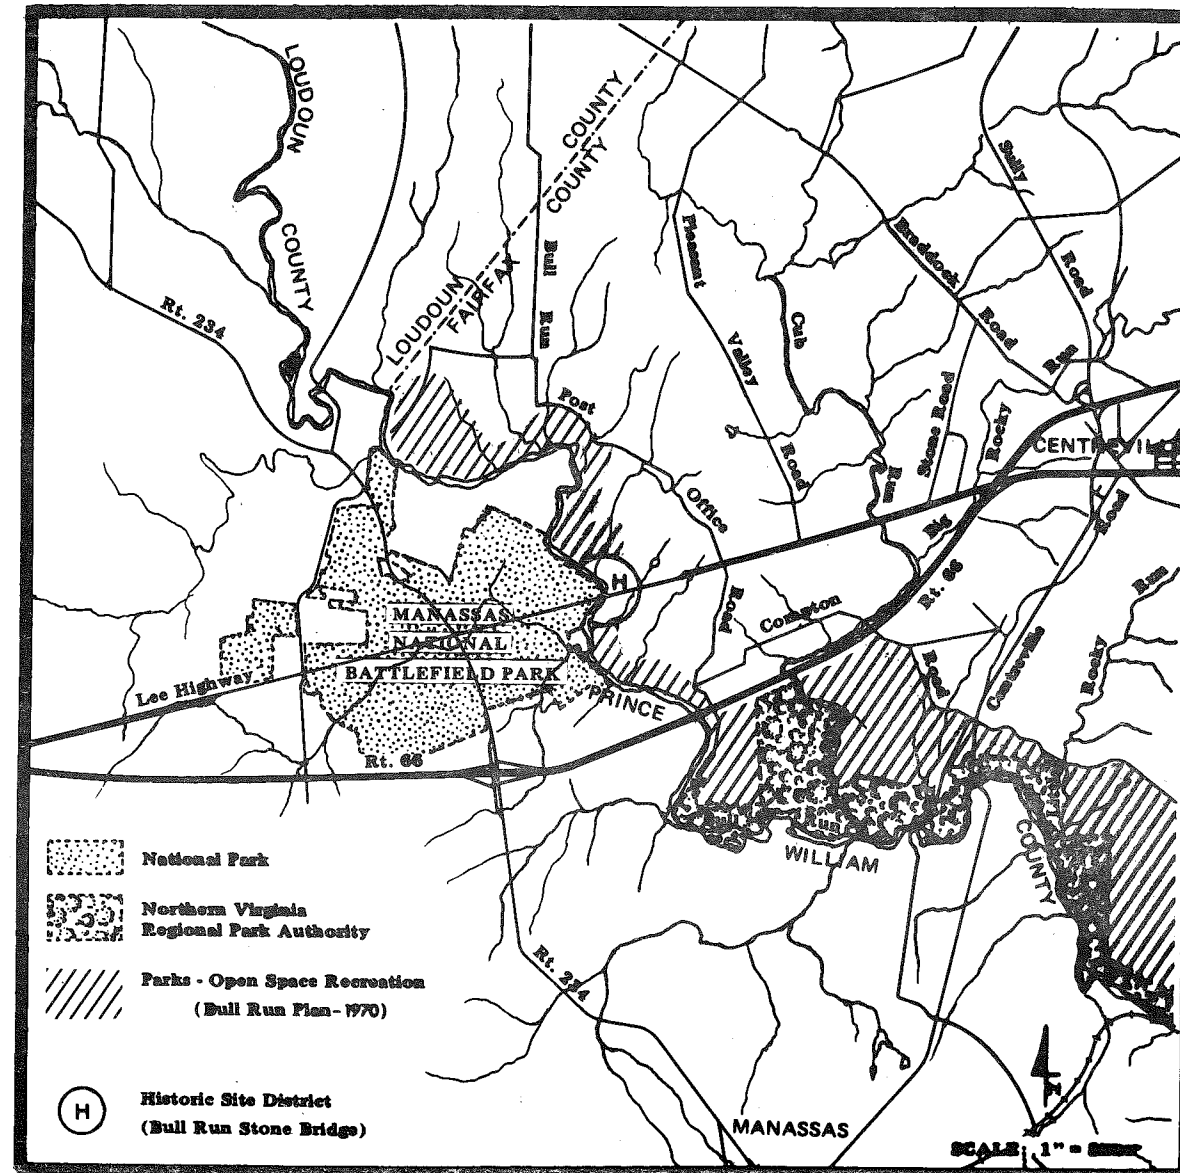 LOUDOUN
COUNTY
LOUDOUN COUNTY
FAIRFAX COUNTY
Rt. 234
Bull
Run
Post
Office
Road
Pleasant
Valley
Road
Cub
Run
Braddock
Road
Sully
Road
Stone Road
Rocky
Run
Big
CENTREVIL
Rt. 66
Compton
Road
Centreville
Road
Rocky
Run
H
MANASSAS
NATIONAL
BATTLEFIELD PARK
Lee Highway
Rt. 66
PRINCE
WILLIAM
COUNTY
Bull
Run
Rt. 234
MANASSAS
National Park
Northern Virginia
Regional Park Authority
Parks - Open Space Recreation
(Bull Run Plan-1970)
H
Historic Site District
(Bull Run Stone Bridge)
N
SCALE: 1" =